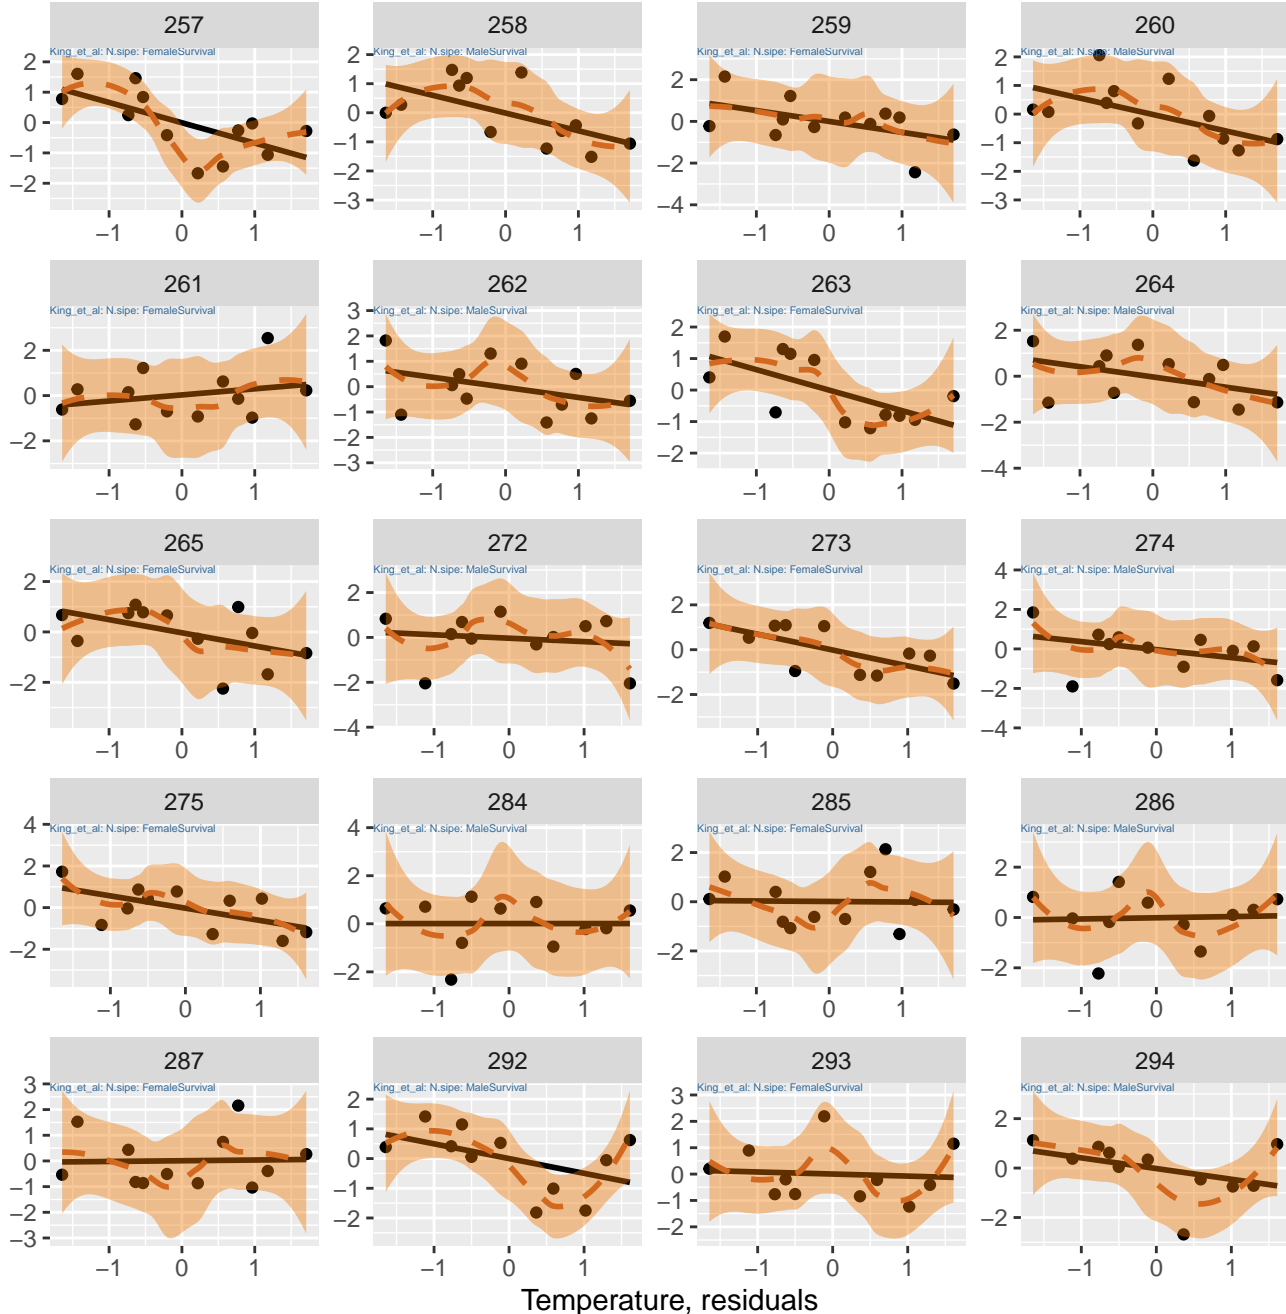 257 258 259 260
King_et_al: N.sipe: FemaleSurvival King_et_al: N.sipe: MaleSurvival King_et_al: N.sipe: FemaleSurvival King_et_al: N.sipe: MaleSurvival
2 1 0 −1 −2
2 1 0 −1 −2 −3
2 0 −2 −4
2 1 0 −1 −2 −3
−1 0 1 −1 0 1 −1 0 1 −1 0 1
261 262 263 264
King_et_al: N.sipe: FemaleSurvival King_et_al: N.sipe: MaleSurvival King_et_al: N.sipe: FemaleSurvival King_et_al: N.sipe: MaleSurvival
2 0 −2
3 2 1 0 −1 −2 −3
2 1 0 −1 −2
2 0 −2 −4
−1 0 1 −1 0 1 −1 0 1 −1 0 1
265 272 273 274
King_et_al: N.sipe: FemaleSurvival King_et_al: N.sipe: MaleSurvival King_et_al: N.sipe: FemaleSurvival King_et_al: N.sipe: MaleSurvival
2 0 −2
2 0 −2 −4
2 0 −2
4 2 0 −2 −4
−1 0 1 −1 0 1 −1 0 1 −1 0 1
275 284 285 286
King_et_al: N.sipe: FemaleSurvival King_et_al: N.sipe: MaleSurvival King_et_al: N.sipe: FemaleSurvival King_et_al: N.sipe: MaleSurvival
4 2 0 −2
4 2 0 −2
2 0 −2
2 0 −2
−1 0 1 −1 0 1 −1 0 1 −1 0 1
287 292 293 294
King_et_al: N.sipe: FemaleSurvival King_et_al: N.sipe: MaleSurvival King_et_al: N.sipe: FemaleSurvival King_et_al: N.sipe: MaleSurvival
3 2 1 0 −1 −2 −3
2 1 0 −1 −2
3 2 1 0 −1 −2
2 0 −2
−1 0 1 −1 0 1 −1 0 1 −1 0 1
Temperature, residuals